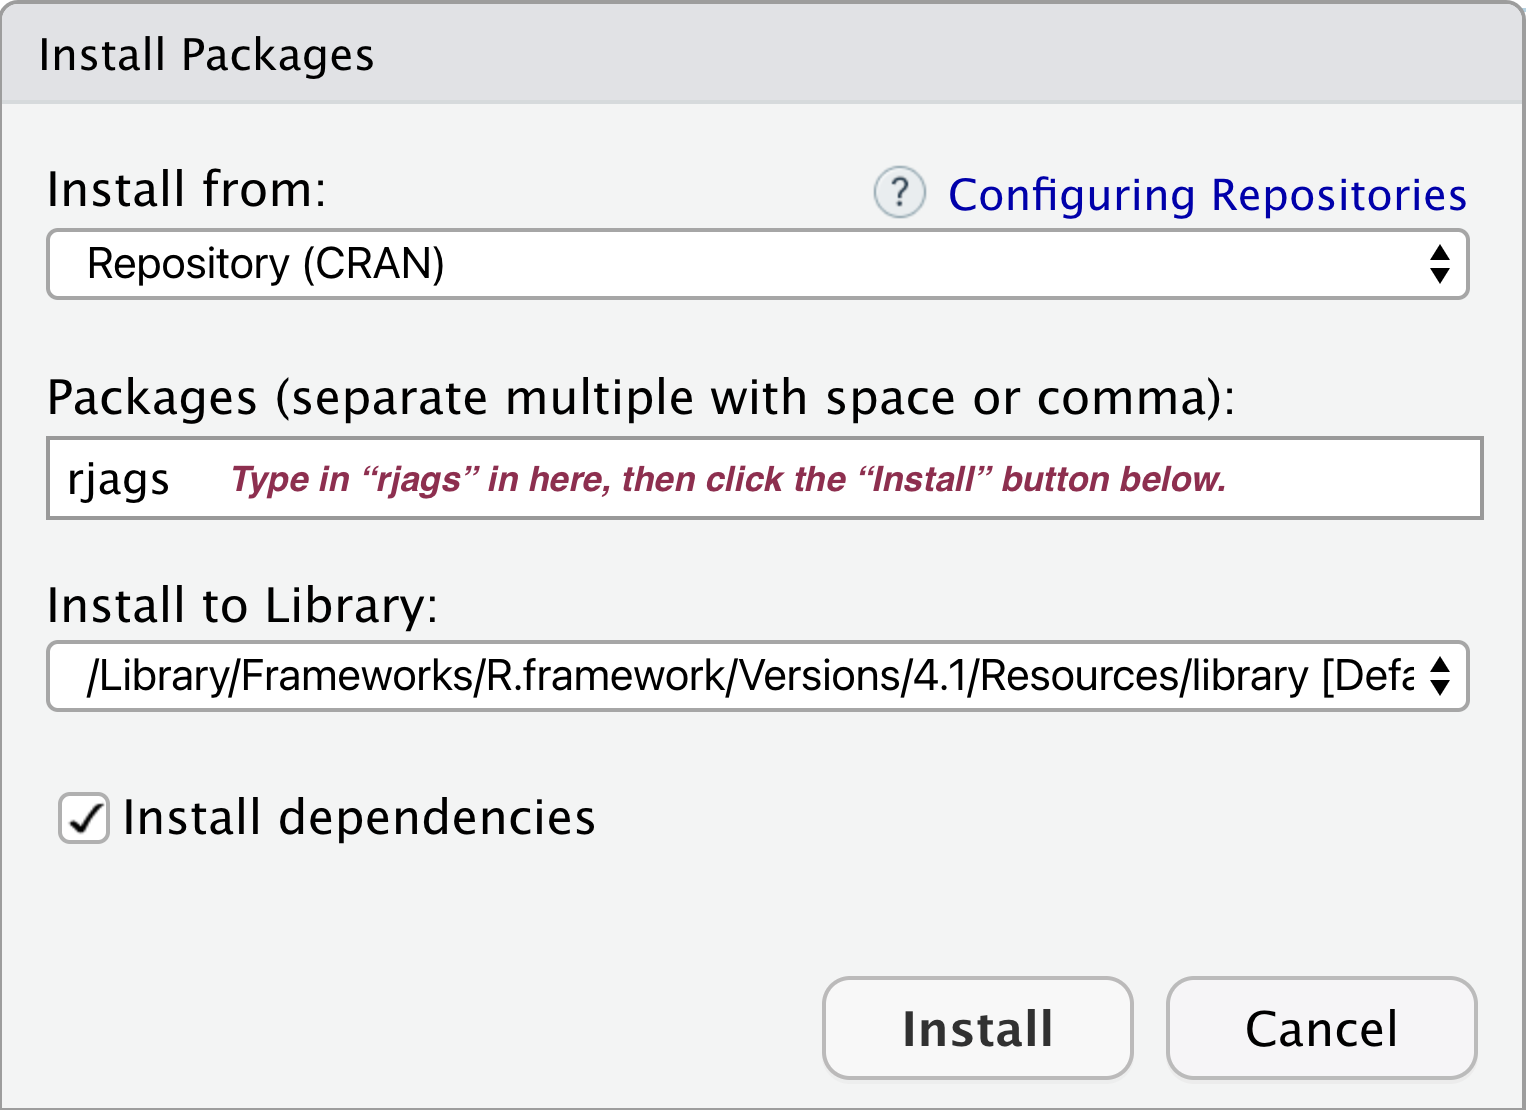 Install Packages
Install from:
? Configuring Repositories
Repository (CRAN)
Packages (separate multiple with space or comma):
rjags Type in “rjags” in here, then click the “Install” button below.
Install to Library:
/Library/Frameworks/R.framework/Versions/4.1/Resources/library [Defa
Install dependencies
Install Cancel